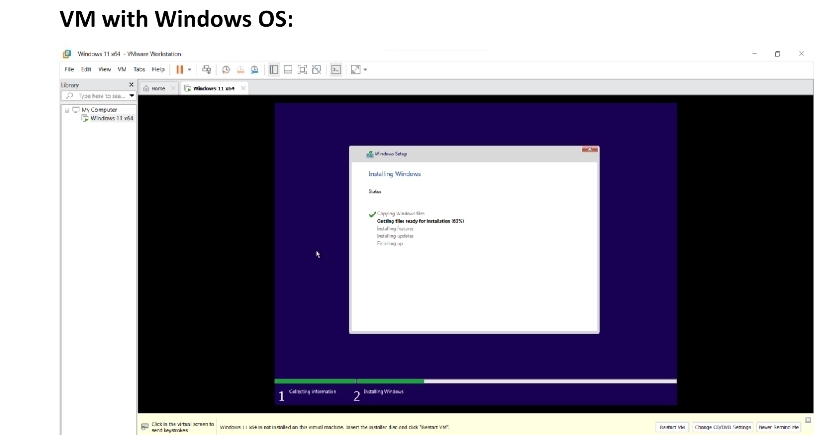 VM with Windows OS:
Windows 11 x64 - VMware Workstation
File Edit View VM Tabs Help
Library
Type here to sea...
Home
Windows 11 x64
My Computer
Windows 11 x64
Windows Setup
Installing Windows
Status
Copying Windows files
Getting files ready for installation (63%)
Installing features
Installing updates
Finishing up
1 Collecting information 2 Installing Windows
Click in the virtual screen to
send keystrokes
Windows 11 x64 is not installed on this virtual machine. Insert the installer disc and click "Restart VM".
Restart VM Change CD/DVD Settings Never Remind Me